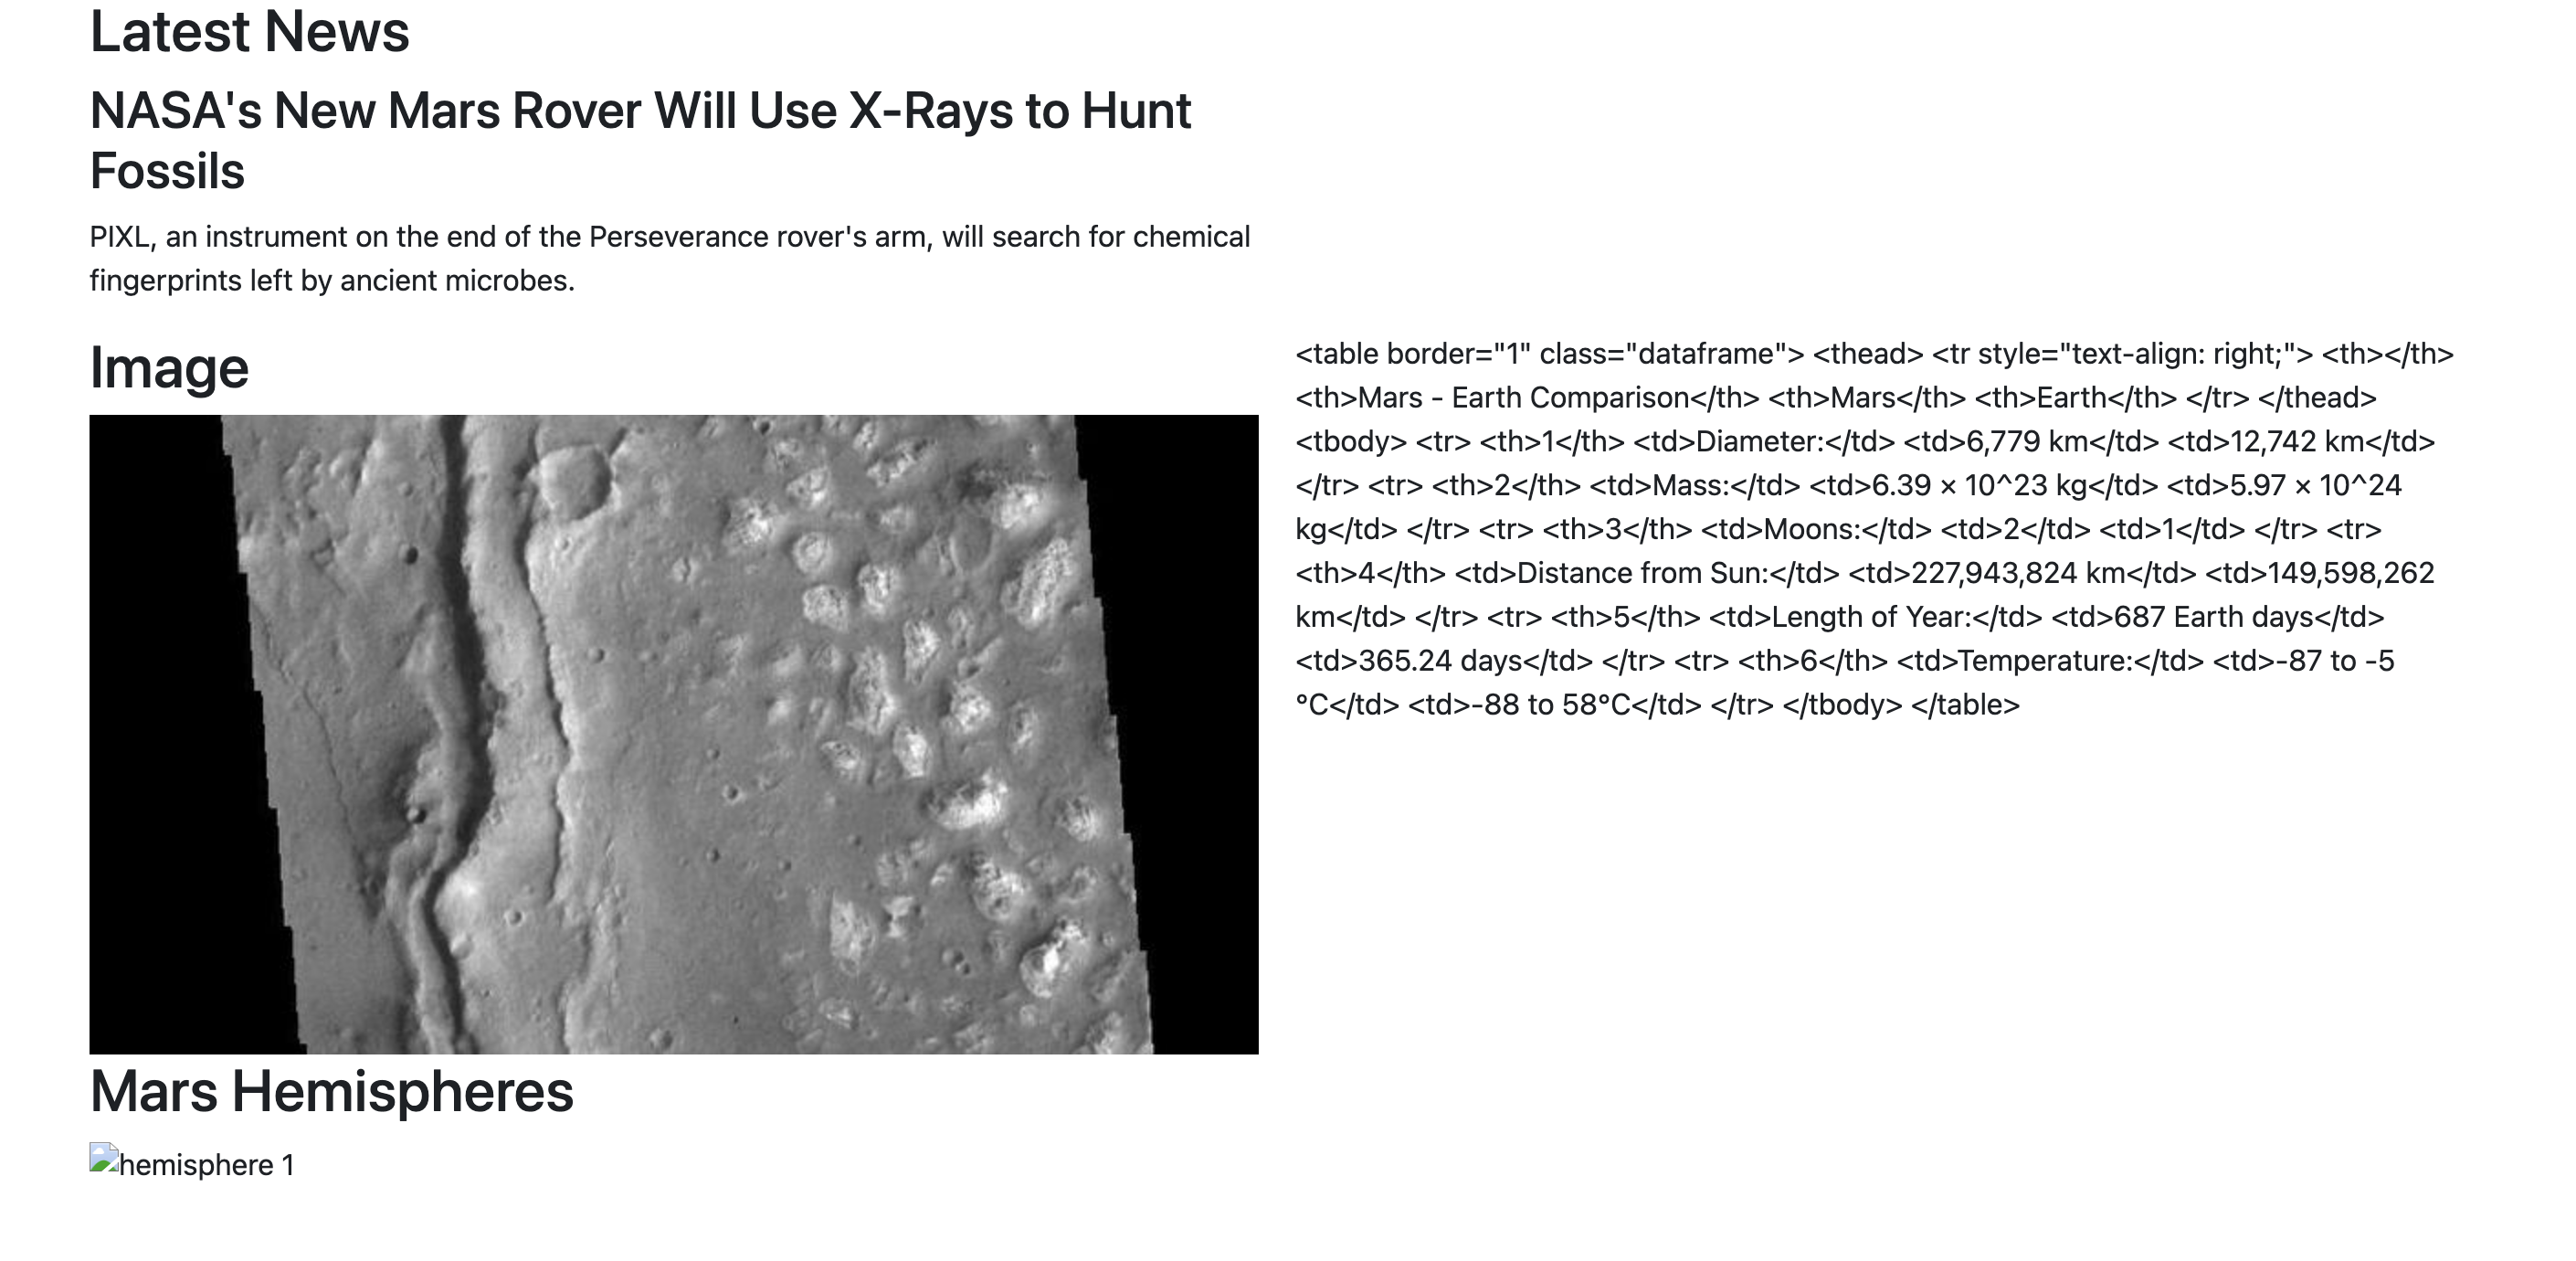 Latest News
NASA's New Mars Rover Will Use X-Rays to Hunt
Fossils
PIXL, an instrument on the end of the Perseverance rover's arm, will search for chemical
fingerprints left by ancient microbes.
Image
<table border="1" class="dataframe"> <thead> <tr style="text-align: right;"> <th></th>
<th>Mars - Earth Comparison</th> <th>Mars</th> <th>Earth</th> </tr> </thead>
<tbody> <tr> <th>1</th> <td>Diameter:</td> <td>6,779 km</td> <td>12,742 km</td>
</tr> <tr> <th>2</th> <td>Mass:</td> <td>6.39 × 10^23 kg</td> <td>5.97 × 10^24
kg</td> </tr> <tr> <th>3</th> <td>Moons:</td> <td>2</td> <td>1</td> </tr> <tr>
<th>4</th> <td>Distance from Sun:</td> <td>227,943,824 km</td> <td>149,598,262
km</td> </tr> <tr> <th>5</th> <td>Length of Year:</td> <td>687 Earth days</td>
<td>365.24 days</td> </tr> <tr> <th>6</th> <td>Temperature:</td> <td>-87 to -5
°C</td> <td>-88 to 58°C</td> </tr> </tbody> </table>
Mars Hemispheres
hemisphere 1